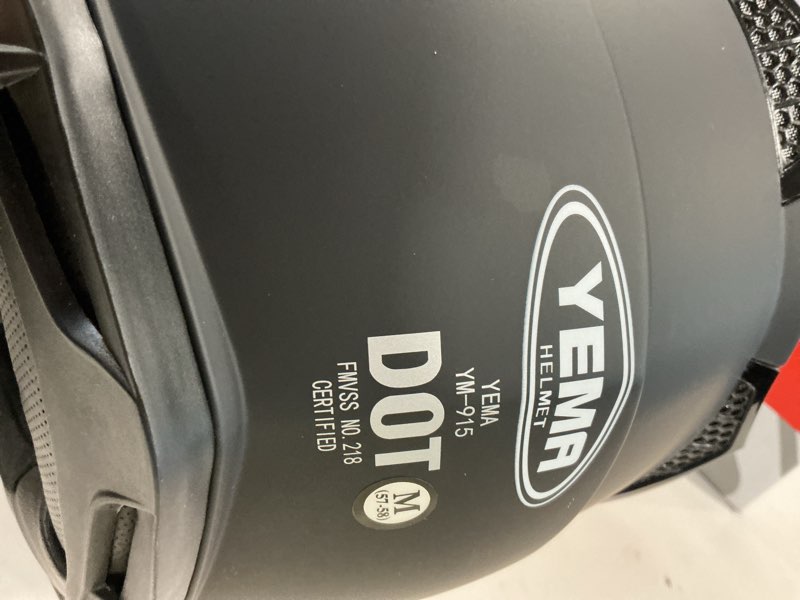 YEMA
HELMET
YEMA
YM-915
DOT
FMVSS NO. 218
CERTIFIED
M
(57-58)